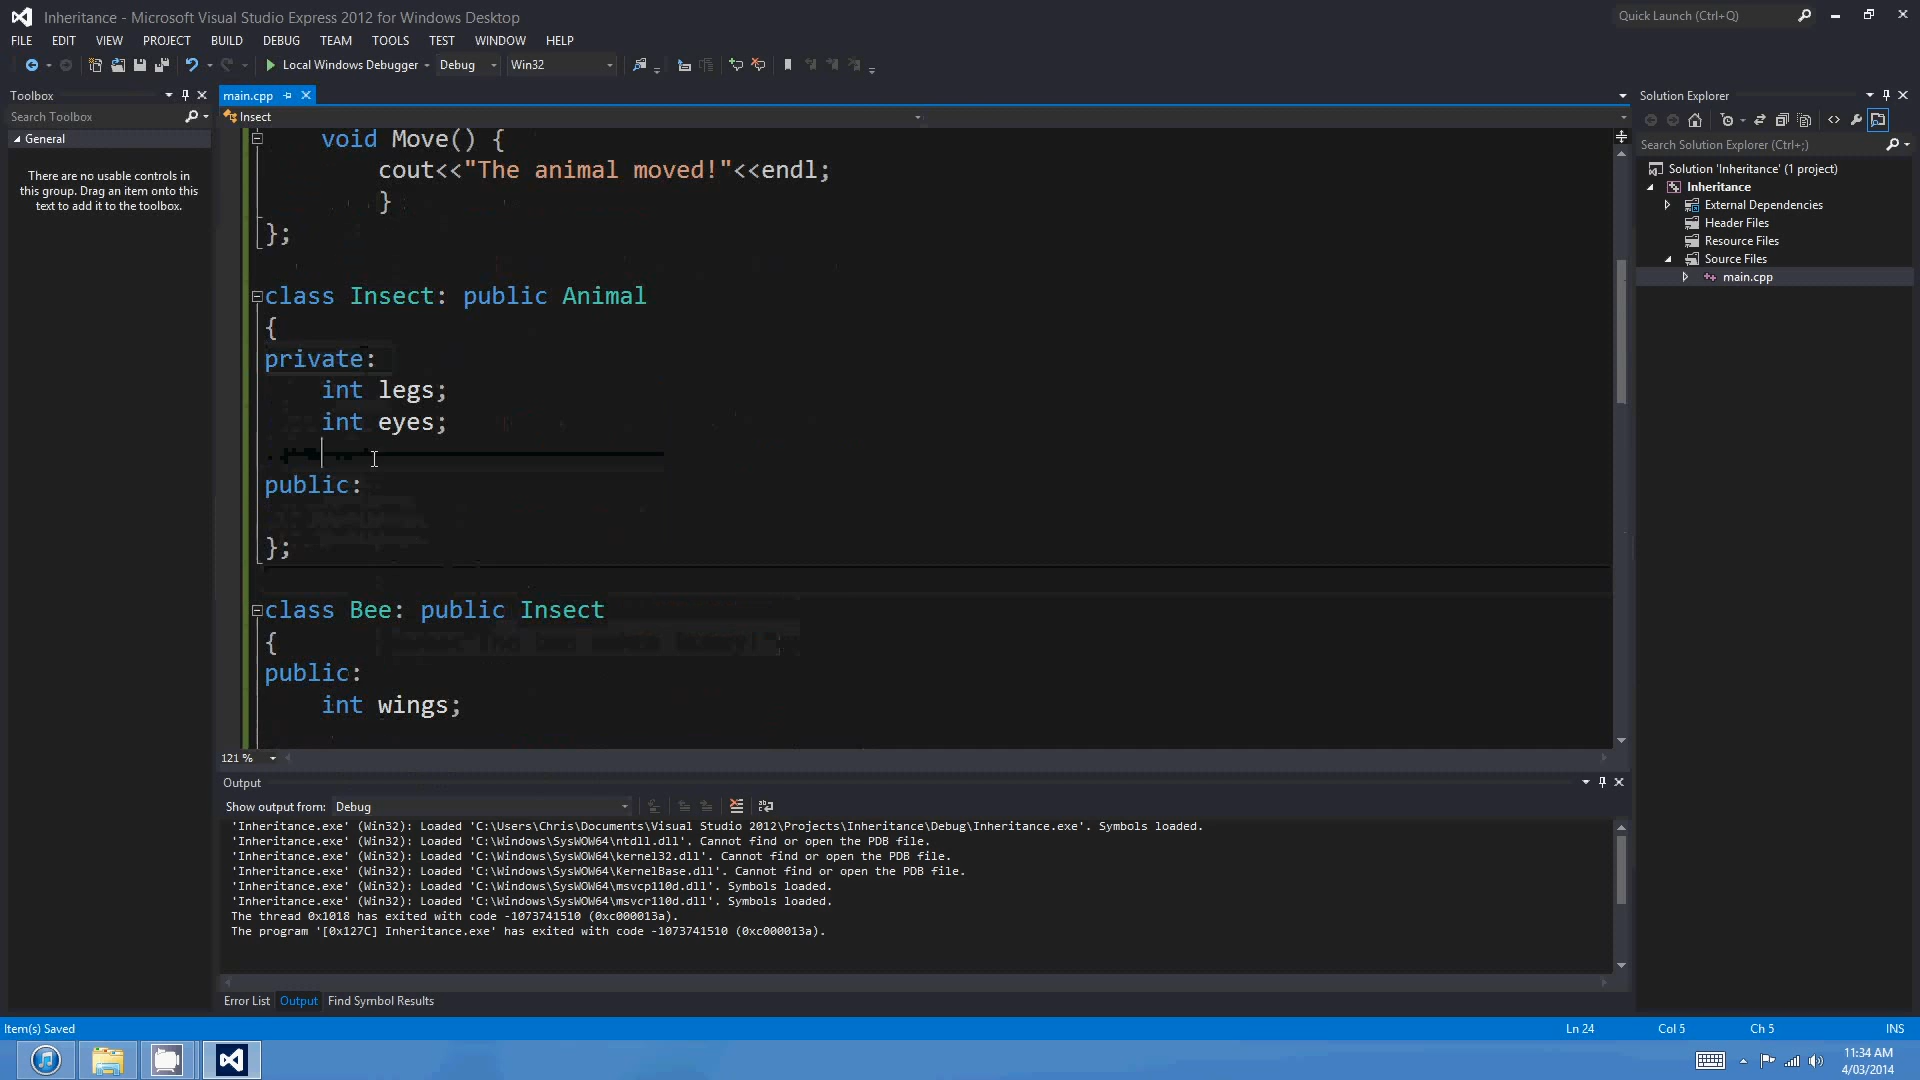 Inheritance - Microsoft Visual Studio Express 2012 for Windows Desktop
Quick Launch (Ctrl+Q)
FILE EDIT VIEW PROJECT BUILD DEBUG TEAM TOOLS TEST WINDOW HELP
Local Windows Debugger Debug Win32
Toolbox
main.cpp
Solution Explorer
Search Toolbox
Insect
General
Search Solution Explorer (Ctrl+;)
There are no usable controls in
this group. Drag an item onto this
text to add it to the toolbox.
void Move() {
cout<<"The animal moved!"<<endl;
}
};
class Insect: public Animal
{
private:
int legs;
int eyes;
public:
};
class Bee: public Insect
{
public:
int wings;
Solution 'Inheritance' (1 project)
Inheritance
External Dependencies
Header Files
Resource Files
Source Files
main.cpp
121 %
Output
Show output from: Debug
'Inheritance.exe' (Win32): Loaded 'C:\Users\Chris\Documents\Visual Studio 2012\Projects\Inheritance\Debug\Inheritance.exe'. Symbols loaded.
'Inheritance.exe' (Win32): Loaded 'C:\Windows\SysWOW64\ntdll.dll'. Cannot find or open the PDB file.
'Inheritance.exe' (Win32): Loaded 'C:\Windows\SysWOW64\kernel32.dll'. Cannot find or open the PDB file.
'Inheritance.exe' (Win32): Loaded 'C:\Windows\SysWOW64\KernelBase.dll'. Cannot find or open the PDB file.
'Inheritance.exe' (Win32): Loaded 'C:\Windows\SysWOW64\msvcp110d.dll'. Symbols loaded.
'Inheritance.exe' (Win32): Loaded 'C:\Windows\SysWOW64\msvcr110d.dll'. Symbols loaded.
The thread 0x1018 has exited with code -1073741510 (0xc000013a).
The program '[0x127C] Inheritance.exe' has exited with code -1073741510 (0xc000013a).
Error List Output Find Symbol Results
Item(s) Saved
Ln 24 Col 5 Ch 5 INS
11:34 AM
4/03/2014